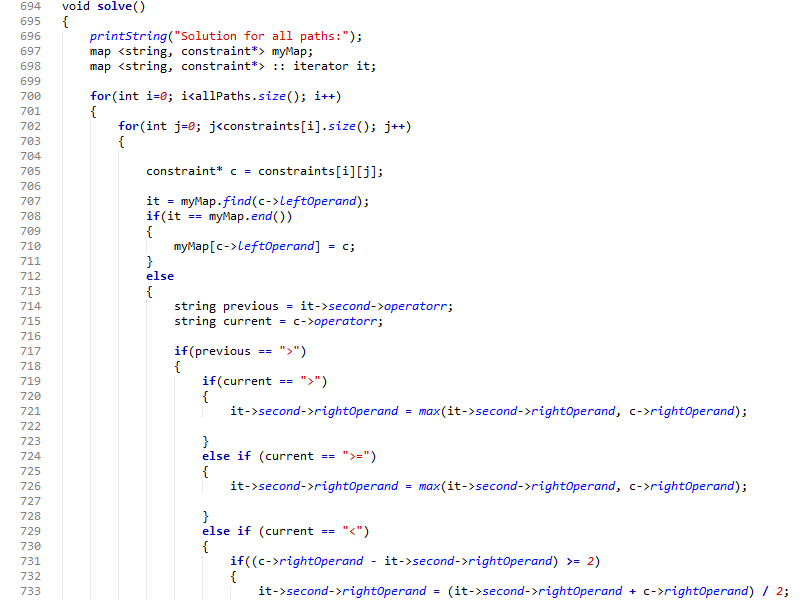 694 void solve()
695 {
696 printString("Solution for all paths:");
697 map <string, constraint*> myMap;
698 map <string, constraint*> :: iterator it;
699
700 for(int i=0; i<allPaths.size(); i++)
701 {
702 for(int j=0; j<constraints[i].size(); j++)
703 {
704
705 constraint* c = constraints[i][j];
706
707 it = myMap.find(c->leftOperand);
708 if(it == myMap.end())
709 {
710 myMap[c->leftOperand] = c;
711 }
712 else
713 {
714 string previous = it->second->operatorr;
715 string current = c->operatorr;
716
717 if(previous == ">")
718 {
719 if(current == ">")
720 {
721 it->second->rightOperand = max(it->second->rightOperand, c->rightOperand);
722
723 }
724 else if (current == ">=")
725 {
726 it->second->rightOperand = max(it->second->rightOperand, c->rightOperand);
727
728 }
729 else if (current == "<")
730 {
731 if((c->rightOperand - it->second->rightOperand) >= 2)
732 {
733 it->second->rightOperand = (it->second->rightOperand + c->rightOperand) / 2;